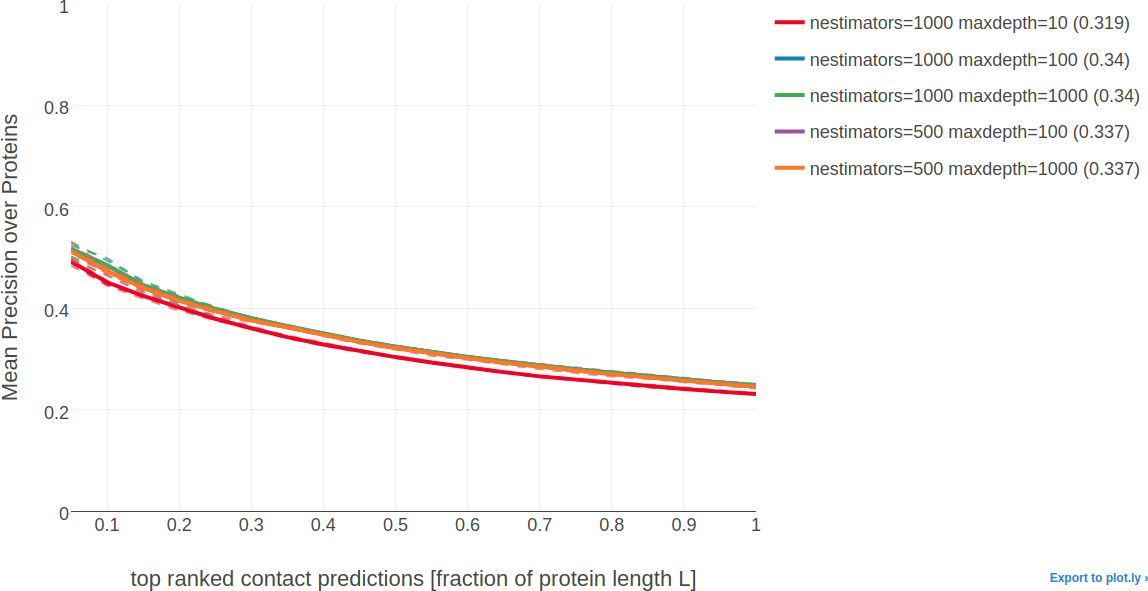 1
0.8
0.6
0.4
0.2
0
Mean Precision over Proteins
0.1 0.2 0.3 0.4 0.5 0.6 0.7 0.8 0.9 1
top ranked contact predictions [fraction of protein length L]
nestimators=1000 maxdepth=10 (0.319)
nestimators=1000 maxdepth=100 (0.34)
nestimators=1000 maxdepth=1000 (0.34)
nestimators=500 maxdepth=100 (0.337)
nestimators=500 maxdepth=1000 (0.337)
Export to plot.ly »